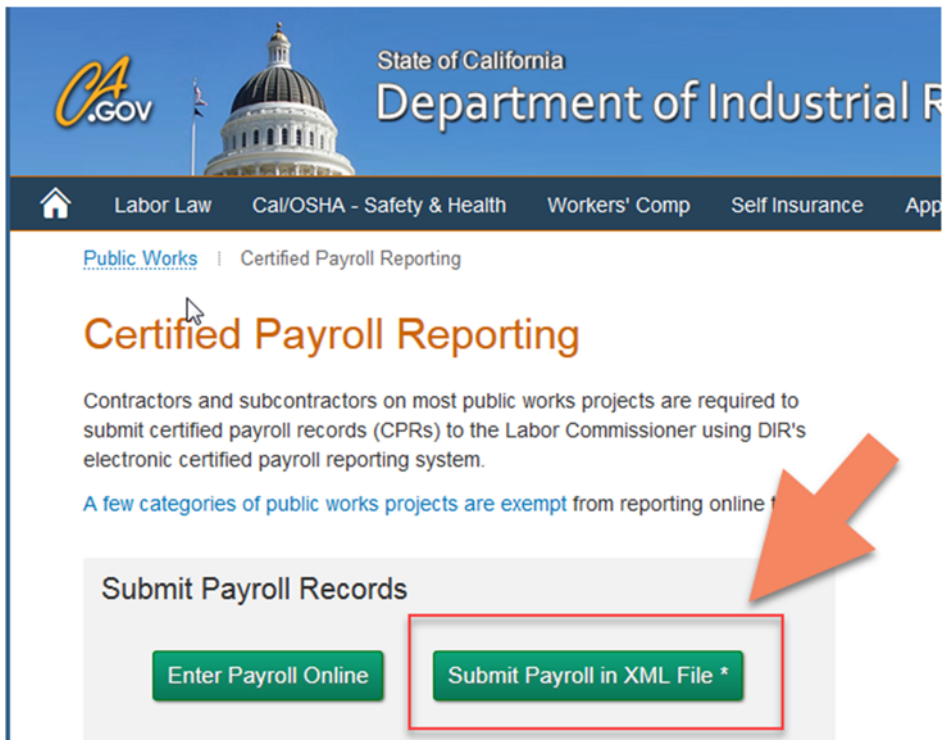 CA.GOV
State of California
Department of Industrial R
Labor Law Cal/OSHA - Safety & Health Workers' Comp Self Insurance App
Public Works | Certified Payroll Reporting
Certified Payroll Reporting
Contractors and subcontractors on most public works projects are required to
submit certified payroll records (CPRs) to the Labor Commissioner using DIR's
electronic certified payroll reporting system.
A few categories of public works projects are exempt from reporting online
Submit Payroll Records
Enter Payroll Online Submit Payroll in XML File *